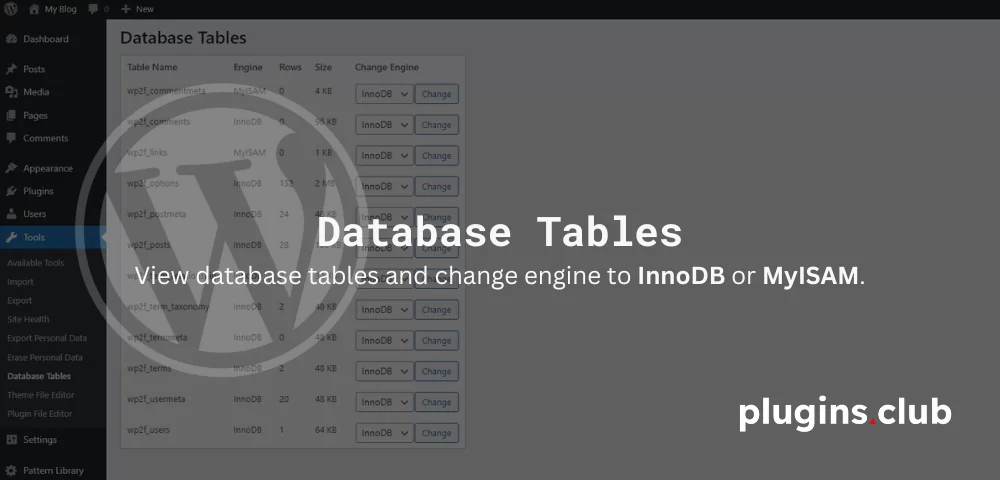 My Blog 0 New
Dashboard
Posts
Media
Pages
Comments
Appearance
Plugins
Users
Tools
Available Tools
Import
Export
Site Health
Export Personal Data
Erase Personal Data
Database Tables
Theme File Editor
Plugin File Editor
Settings
Pattern Library
Database Tables
Table Name Engine Rows Size Change Engine
wp2f_commentmeta MyISAM 0 4 KB InnoDB Change
wp2f_comments InnoDB 0 96 KB InnoDB Change
wp2f_links MyISAM 0 1 KB InnoDB Change
wp2f_options InnoDB 153 2 MB InnoDB Change
wp2f_postmeta InnoDB 24 48 KB InnoDB Change
wp2f_posts InnoDB 28 KB InnoDB Change
Database Tables
View database tables and change engine to InnoDB or MyISAM.
wp2f_term_taxonomy InnoDB 2 48 KB InnoDB Change
wp2f_termmeta InnoDB 0 48 KB InnoDB Change
wp2f_terms InnoDB 2 48 KB InnoDB Change
wp2f_usermeta InnoDB 20 48 KB InnoDB Change
wp2f_users InnoDB 1 64 KB InnoDB Change
plugins.club